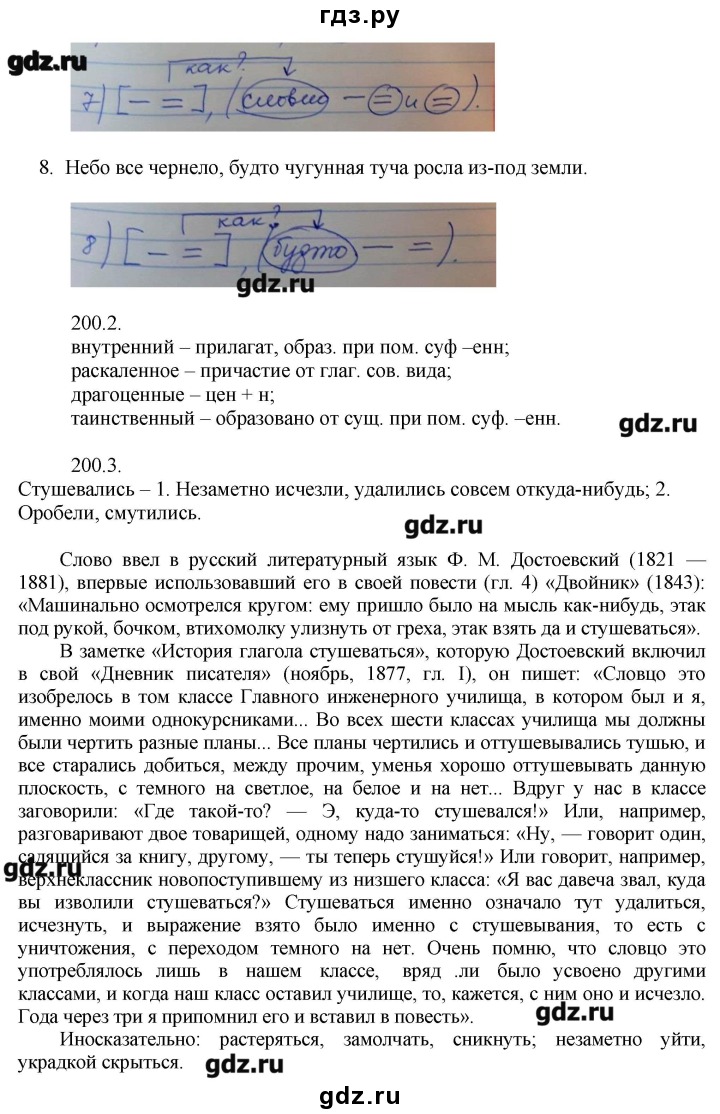 гдз.ру
gdz.ru
как?
7) [ – = ], ( словно – = и = ).
8. Небо все чернело, будто чугунная туча росла из-под земли.
как?
8) [ – = ], ( будто – = ).
gdz.ru
200.2.
внутренний – прилагат, образ. при пом. суф –енн;
раскаленное – причастие от глаг. сов. вида;
драгоценные – цен + н;
таинственный – образовано от сущ. при пом. суф. –енн.
gdz.ru
200.3.
Стушевались – 1. Незаметно исчезли, удалились совсем откуда-нибудь; 2.
Оробели, смутились.
gdz.ru
Слово ввел в русский литературный язык Ф. М. Достоевский (1821 —
1881), впервые использовавший его в своей повести (гл. 4) «Двойник» (1843):
«Машинально осмотрелся кругом: ему пришло было на мысль как-нибудь, этак
под рукой, бочком, втихомолку улизнуть от греха, этак взять да и стушеваться».
В заметке «История глагола стушеваться», которую Достоевский включил
в свой «Дневник писателя» (ноябрь, 1877, гл. I), он пишет: «Словцо это
изобрелось в том классе Главного инженерного училища, в котором был и я,
именно моими однокурсниками... Во всех шести классах училища мы должны
были чертить разные планы... Все планы чертились и оттушевывались тушью, и
все старались добиться, между прочим, уменья хорошо оттушевывать данную
плоскость, с темного на светлое, на белое и на нет... Вдруг у нас в классе
заговорили: «Где такой-то? — Э, куда-то стушевался!» Или, например,
разговаривают двое товарищей, одному надо заниматься: «Ну, — говорит один,
садящийся за книгу, другому, — ты теперь стушуйся!» Или говорит, например,
gdz.ru
верхнеклассник новопоступившему из низшего класса: «Я вас давеча звал, куда
вы изволили стушеваться?» Стушеваться именно означало тут удалиться,
исчезнуть, и выражение взято было именно с стушевывания, то есть с
уничтожения, с переходом темного на нет. Очень помню, что словцо это
употреблялось лишь в нашем классе, вряд .ли было усвоено другими
классами, и когда наш класс оставил училище, то, кажется, с ним оно и исчезло.
Года через три я припомнил его и вставил в повесть».
gdz.ru
Иносказательно: растеряться, замолчать, сникнуть; незаметно уйти,
украдкой скрыться.
gdz.ru
gdz.ru